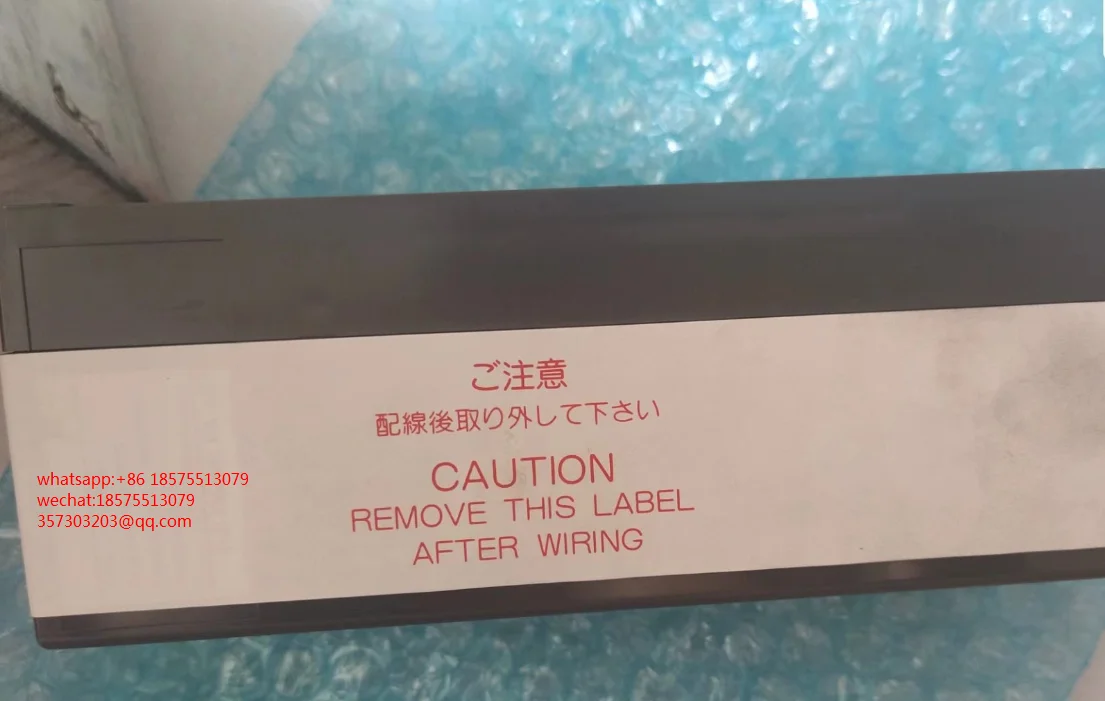 ご注意
配線後取り外して下さい
CAUTION
REMOVE THIS LABEL
AFTER WIRING
whatsapp:+86 18575513079
wechat:18575513079
357303203@qq.com